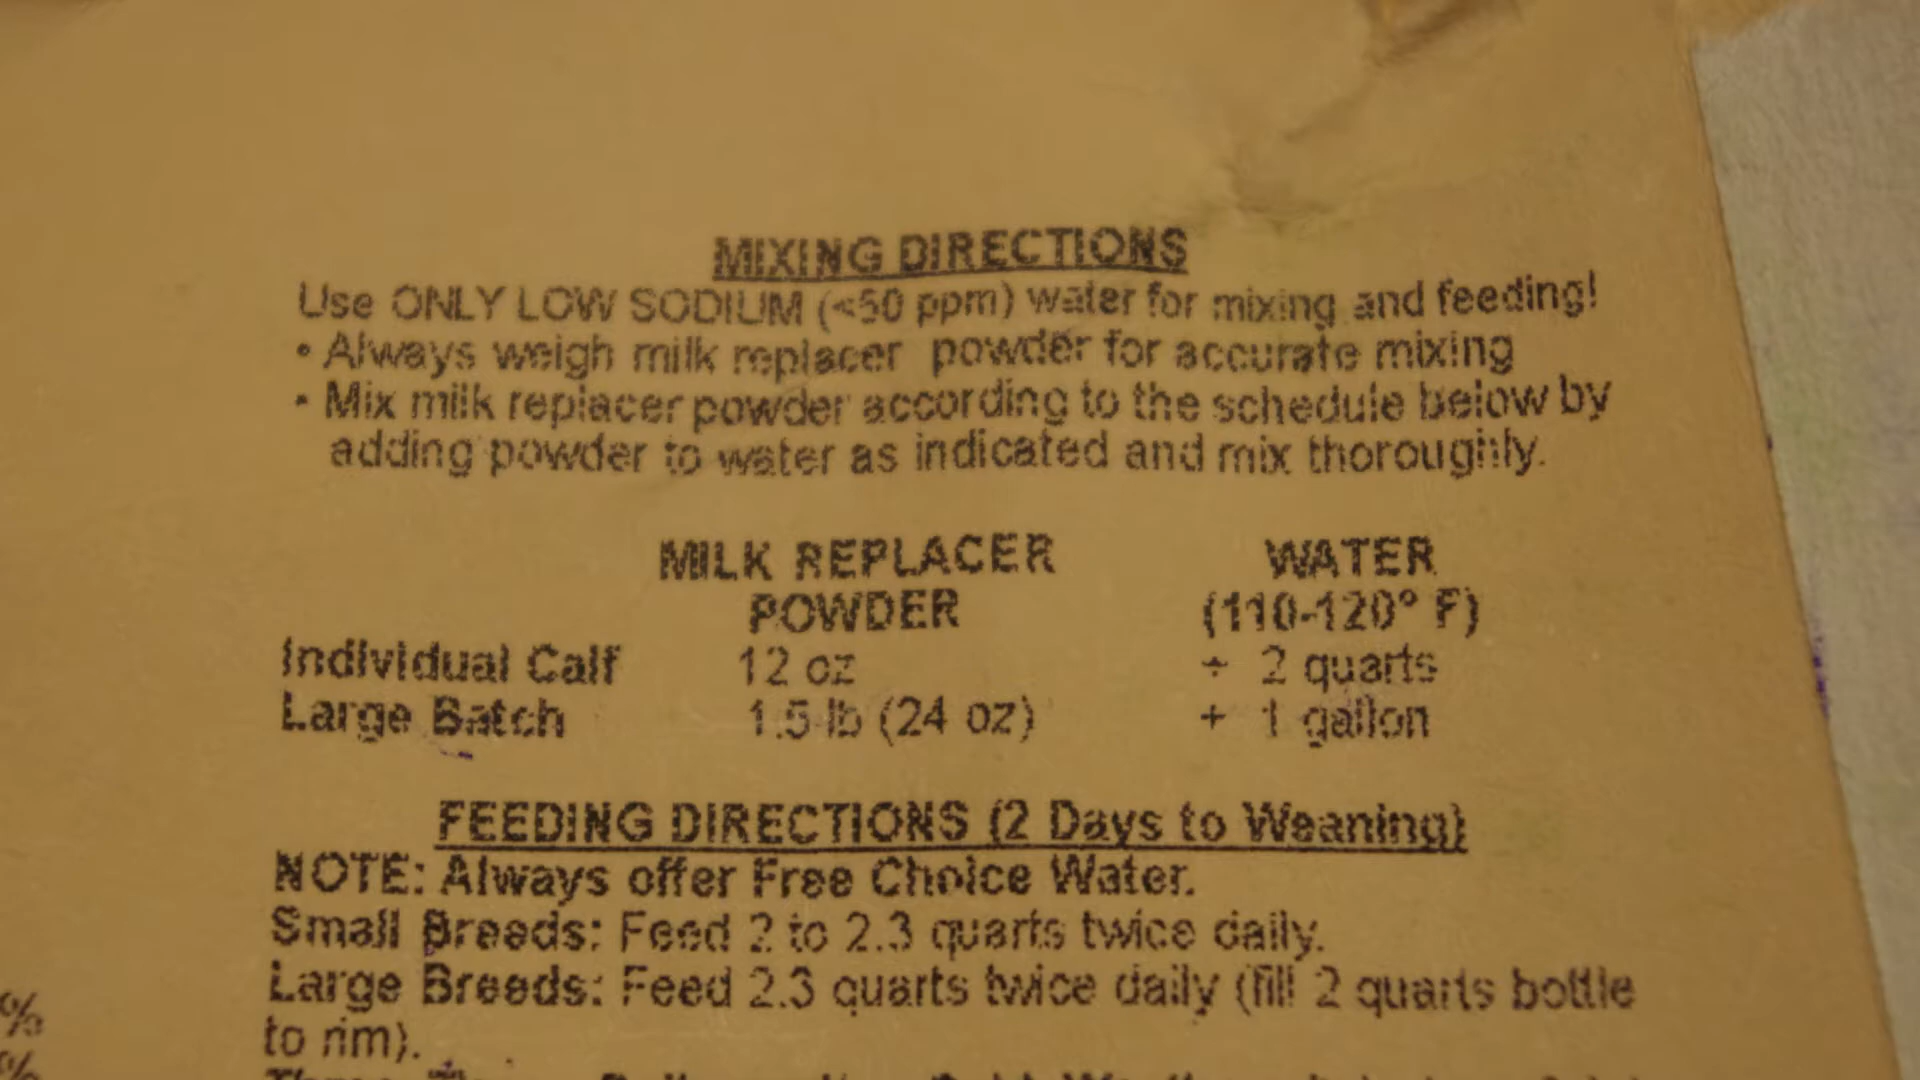 MIXING DIRECTIONS
Use ONLY LOW SODIUM (<50 ppm) water for mixing and feeding!
• Always weigh milk replacer powder for accurate mixing
• Mix milk replacer powder according to the schedule below by
adding powder to water as indicated and mix thoroughly.
MILK REPLACER WATER
POWDER (110-120° F)
Individual Calf 12 oz + 2 quarts
Large Batch 1.5 lb (24 oz) + 1 gallon
FEEDING DIRECTIONS (2 Days to Weaning)
NOTE: Always offer Free Choice Water.
Small Breeds: Feed 2 to 2.3 quarts twice daily.
Large Breeds: Feed 2.3 quarts twice daily (fill 2 quarts bottle
% to rim).
%